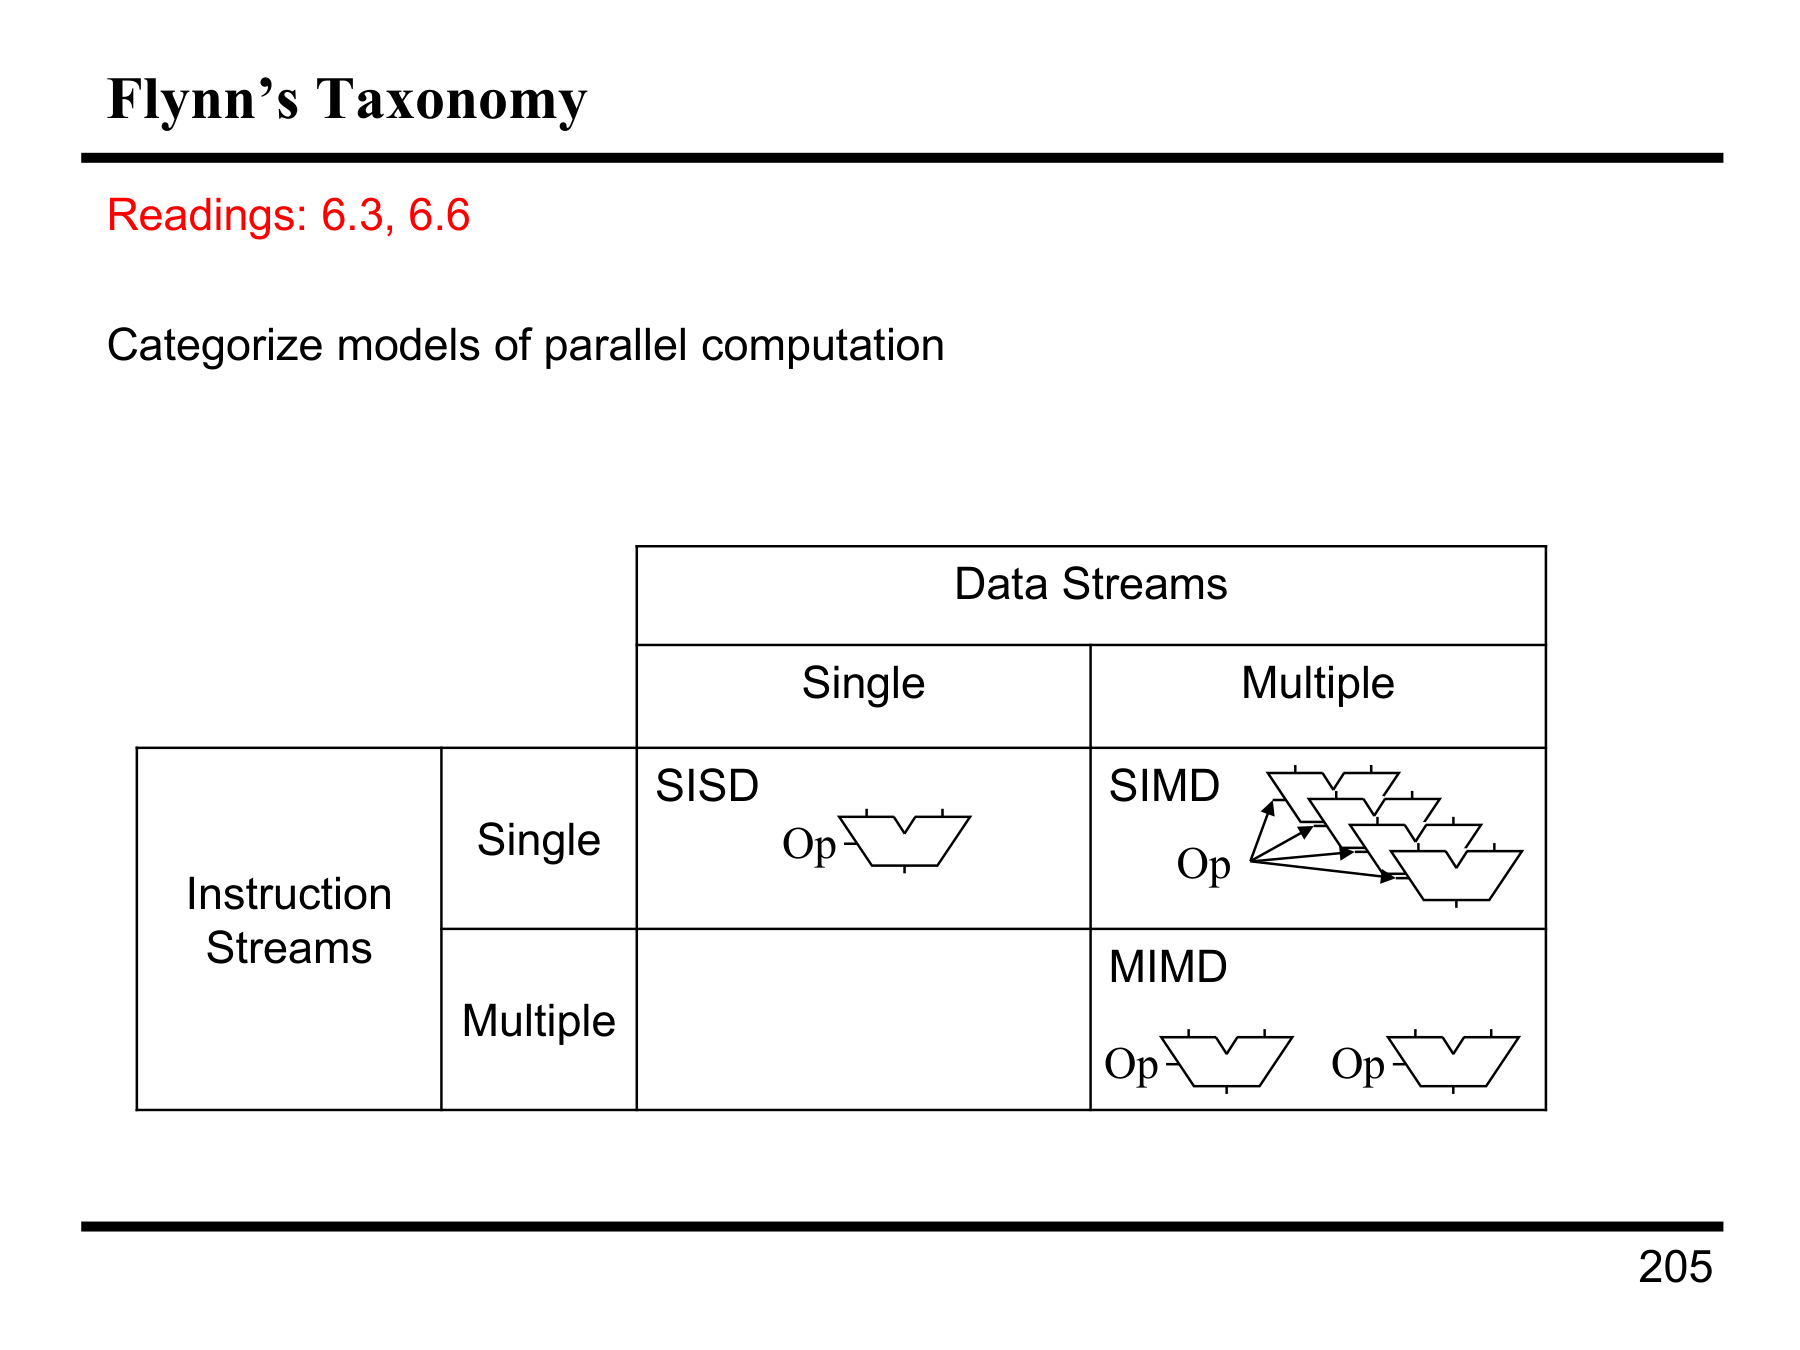 Flynn’s Taxonomy
Readings: 6.3, 6.6
Categorize models of parallel computation
Data Streams
Single
Multiple
Instruction
Streams
Single
SISD
Op
SIMD
Op
Multiple
MIMD
Op
Op
205